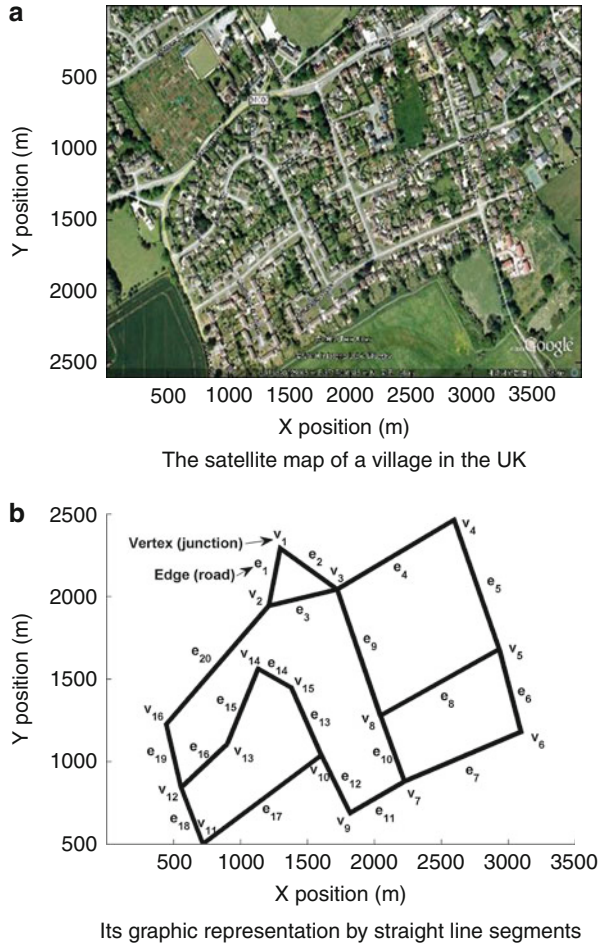 a
500
1000
1500
2000
2500
Y position (m)
Google
500 1000 1500 2000 2500 3000 3500
X position (m)
The satellite map of a village in the UK
b
2500
2000
1500
1000
500
Y position (m)
Vertex (junction)
Edge (road)
v1
e1
e2
v2
v3
e3
e4
v4
e5
e20
e9
v14
e14
v15
v5
e15
e8
e6
v16
e13
v8
e19
e16
v13
v6
e10
v10
e12
e7
v12
v7
e17
e18
v11
v9
e11
500 1000 1500 2000 2500 3000 3500
X position (m)
Its graphic representation by straight line segments